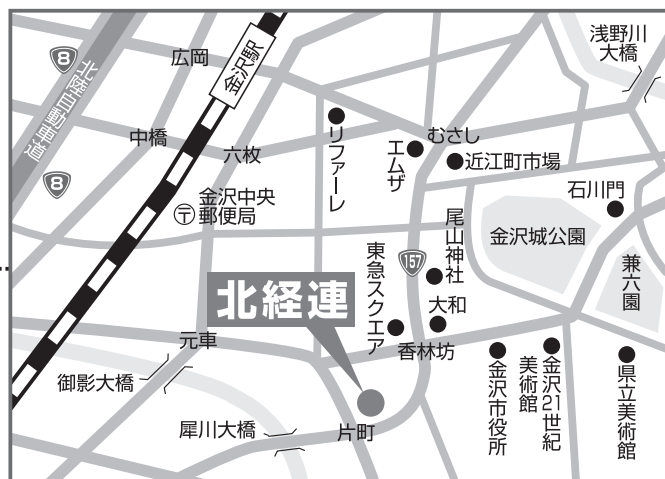 浅野川
大橋
8
広岡
金沢駅
北陸自動車道
中橋
六枚
リファーレ
エムザ
むさし
近江町市場
8
金沢中央
郵便局
〒
石川門
金沢城公園
尾山神社
157
東急スクエア
兼六園
北経連
大和
元車
香林坊
御影大橋
金沢市役所
金沢21世紀
美術館
県立美術館
犀川大橋
片町